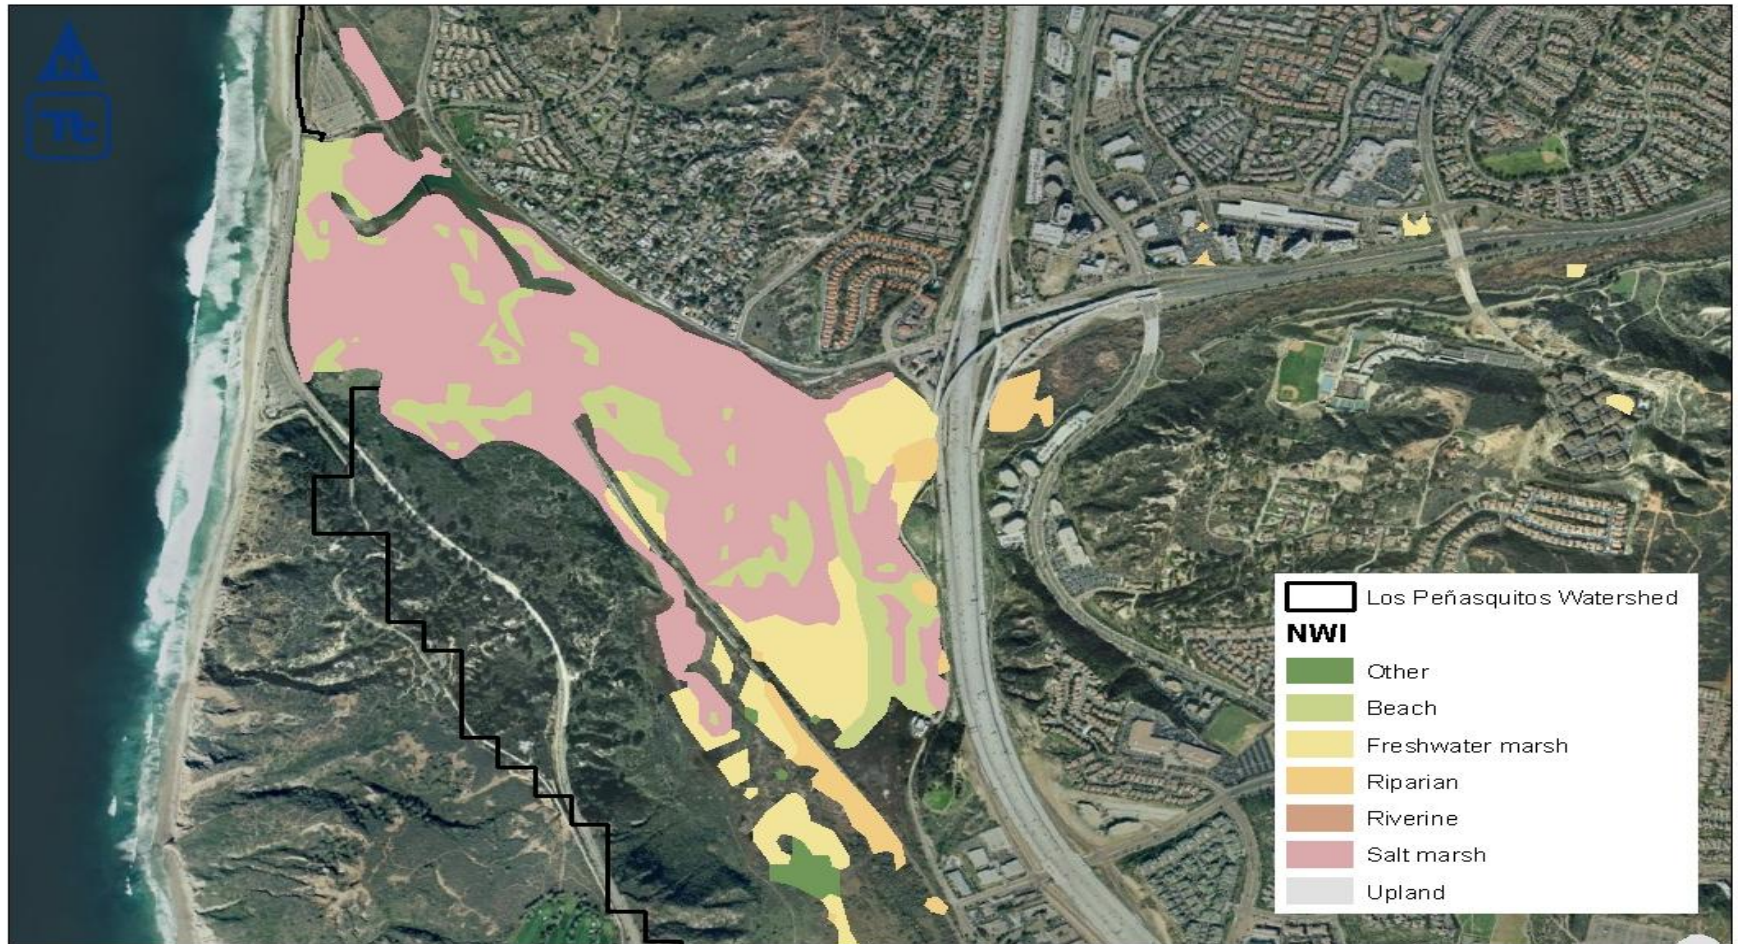 N
Los Peñasquitos Watershed
NWI
Other
Beach
Freshwater marsh
Riparian
Riverine
Salt marsh
Upland